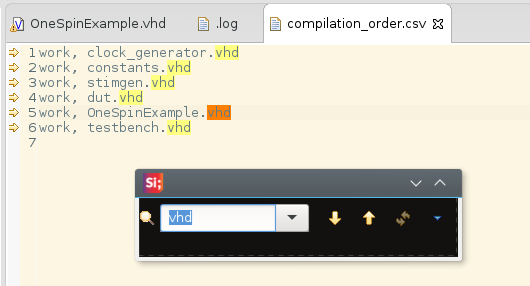 OneSpinExample.vhd .log compilation_order.csv
1 work, clock_generator.vhd
2 work, constants.vhd
3 work, stimgen.vhd
4 work, dut.vhd
5 work, OneSpinExample.vhd
6 work, testbench.vhd
7
Si;
vhd